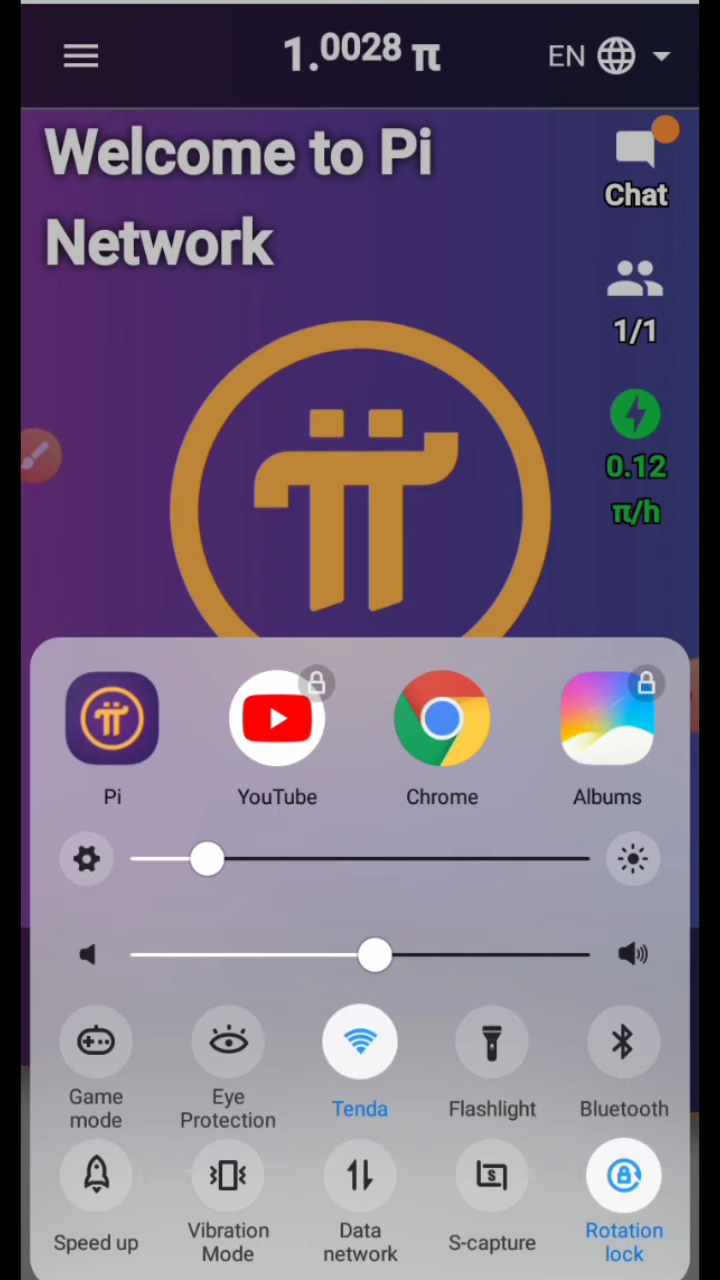 1.0028 π
EN
Welcome to Pi
Network
Chat
1/1
0.12
π/h
Pi
YouTube
Chrome
Albums
Game
mode
Eye
Protection
Tenda
Flashlight
Bluetooth
Speed up
Vibration
Mode
Data
network
S
S-capture
Rotation
lock